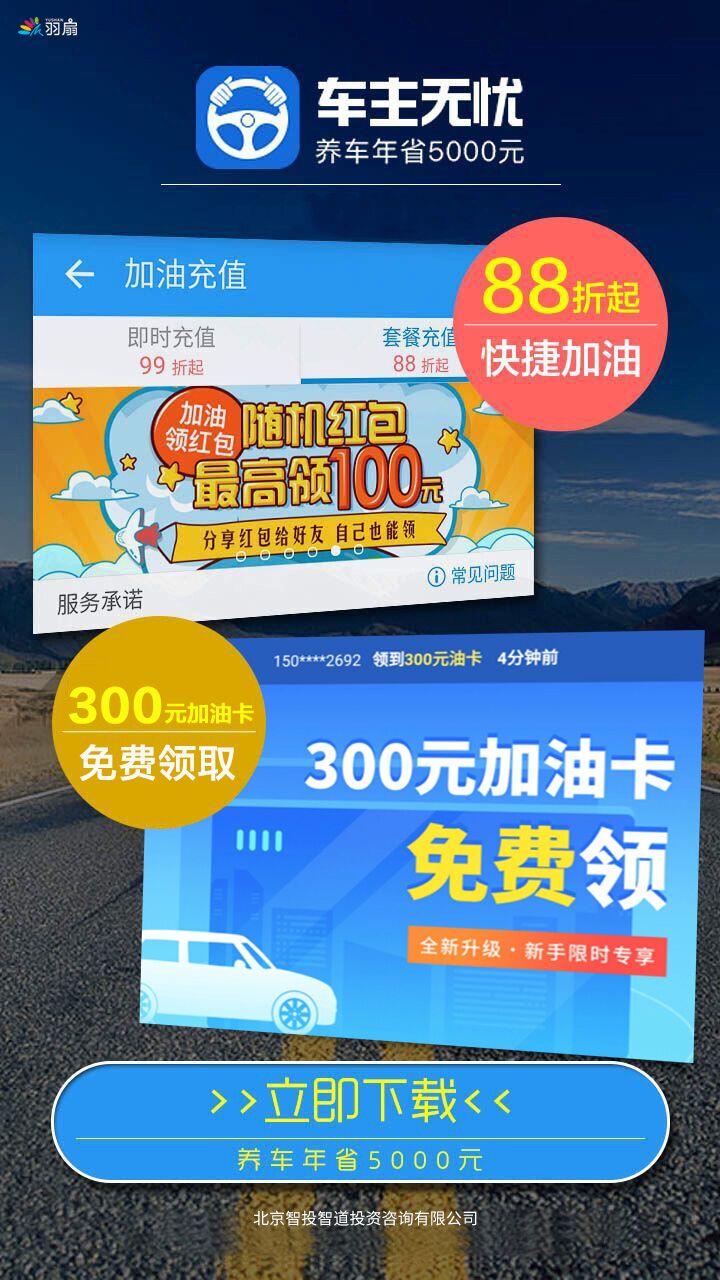 YUSHAN
羽扇
车主无忧
养车年省5000元
加油充值
88折起
快捷加油
即时充值
99 折起
套餐充值
88 折起
加油
领红包
随机红包
最高领100元
分享红包给好友 自己也能领
常见问题
服务承诺
300元加油卡
免费领取
150****2692 领到300元油卡 4分钟前
300元加油卡
免费领
全新升级·新手限时专享
>>立即下载<<
养车年省5000元
北京智投智道投资咨询有限公司